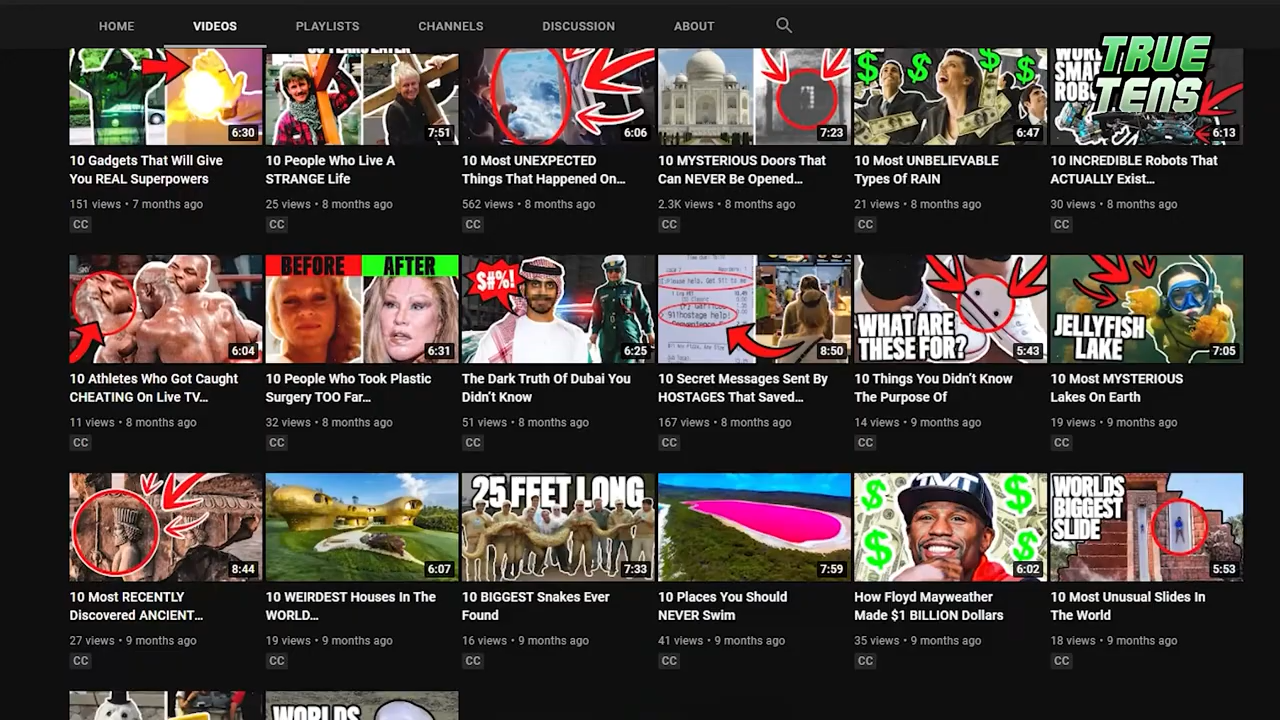 HOME
VIDEOS
PLAYLISTS
CHANNELS
DISCUSSION
ABOUT
TRUE
TENS
6:30
7:51
6:06
7:23
6:47
6:13
10 Gadgets That Will Give
You REAL Superpowers
151 views • 7 months ago
CC
10 People Who Live A
STRANGE Life
25 views • 8 months ago
CC
10 Most UNEXPECTED
Things That Happened On...
562 views • 8 months ago
CC
10 MYSTERIOUS Doors That
Can NEVER Be Opened...
2.3K views • 8 months ago
CC
10 Most UNBELIEVABLE
Types Of RAIN
21 views • 8 months ago
CC
10 INCREDIBLE Robots That
ACTUALLY Exist...
30 views • 8 months ago
CC
6:04
BEFORE
AFTER
6:31
$#%!
6:25
911hostage help!
8:50
WHAT ARE
THESE FOR?
5:43
JELLYFISH
LAKE
7:05
10 Athletes Who Got Caught
CHEATING On Live TV...
11 views • 8 months ago
CC
10 People Who Took Plastic
Surgery TOO Far...
32 views • 8 months ago
CC
The Dark Truth Of Dubai You
Didn't Know
51 views • 8 months ago
CC
10 Secret Messages Sent By
HOSTAGES That Saved...
167 views • 8 months ago
CC
10 Things You Didn't Know
The Purpose Of
14 views • 9 months ago
CC
10 Most MYSTERIOUS
Lakes On Earth
19 views • 9 months ago
CC
8:44
6:07
25 FEET LONG
7:33
7:59
TMT
6:02
WORLDS
BIGGEST
SLIDE
5:53
10 Most RECENTLY
Discovered ANCIENT...
27 views • 9 months ago
CC
10 WEIRDEST Houses In The
WORLD...
19 views • 9 months ago
CC
10 BIGGEST Snakes Ever
Found
16 views • 9 months ago
CC
10 Places You Should
NEVER Swim
41 views • 9 months ago
CC
How Floyd Mayweather
Made $1 BILLION Dollars
35 views • 9 months ago
CC
10 Most Unusual Slides In
The World
18 views • 9 months ago
CC
WORLDS